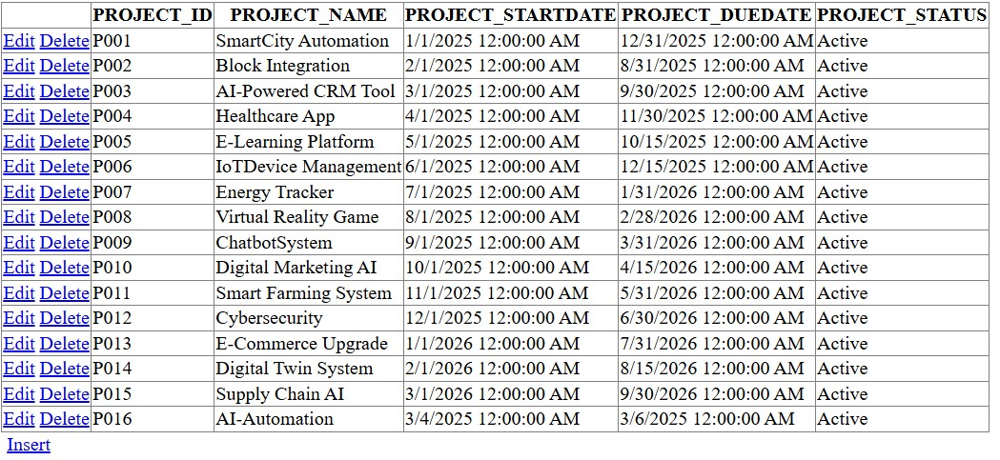 PROJECT_ID PROJECT_NAME PROJECT_STARTDATE PROJECT_DUEDATE PROJECT_STATUS
Edit Delete P001 SmartCity Automation 1/1/2025 12:00:00 AM 12/31/2025 12:00:00 AM Active
Edit Delete P002 Block Integration 2/1/2025 12:00:00 AM 8/31/2025 12:00:00 AM Active
Edit Delete P003 AI-Powered CRM Tool 3/1/2025 12:00:00 AM 9/30/2025 12:00:00 AM Active
Edit Delete P004 Healthcare App 4/1/2025 12:00:00 AM 11/30/2025 12:00:00 AM Active
Edit Delete P005 E-Learning Platform 5/1/2025 12:00:00 AM 10/15/2025 12:00:00 AM Active
Edit Delete P006 IoTDevice Management 6/1/2025 12:00:00 AM 12/15/2025 12:00:00 AM Active
Edit Delete P007 Energy Tracker 7/1/2025 12:00:00 AM 1/31/2026 12:00:00 AM Active
Edit Delete P008 Virtual Reality Game 8/1/2025 12:00:00 AM 2/28/2026 12:00:00 AM Active
Edit Delete P009 ChatbotSystem 9/1/2025 12:00:00 AM 3/31/2026 12:00:00 AM Active
Edit Delete P010 Digital Marketing AI 10/1/2025 12:00:00 AM 4/15/2026 12:00:00 AM Active
Edit Delete P011 Smart Farming System 11/1/2025 12:00:00 AM 5/31/2026 12:00:00 AM Active
Edit Delete P012 Cybersecurity 12/1/2025 12:00:00 AM 6/30/2026 12:00:00 AM Active
Edit Delete P013 E-Commerce Upgrade 1/1/2026 12:00:00 AM 7/31/2026 12:00:00 AM Active
Edit Delete P014 Digital Twin System 2/1/2026 12:00:00 AM 8/15/2026 12:00:00 AM Active
Edit Delete P015 Supply Chain AI 3/1/2026 12:00:00 AM 9/30/2026 12:00:00 AM Active
Edit Delete P016 AI-Automation 3/4/2025 12:00:00 AM 3/6/2025 12:00:00 AM Active
Insert